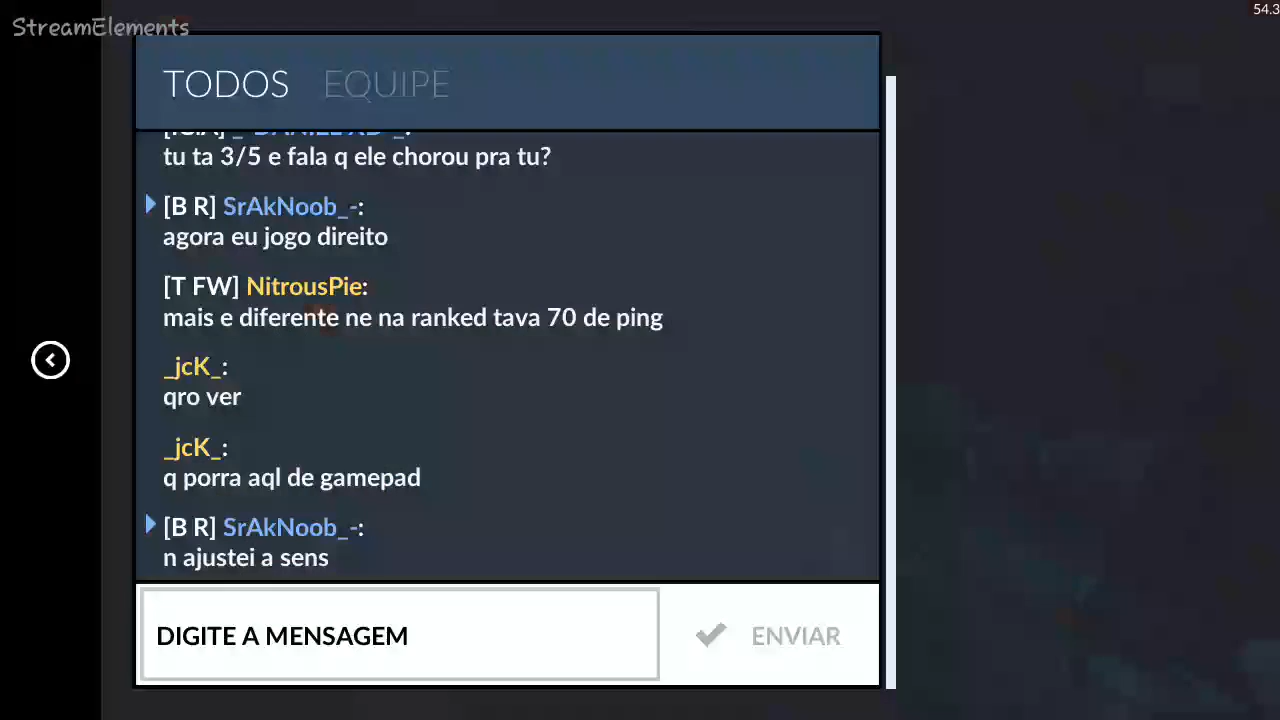 StreamElements
54.3
TODOS EQUIPE
tu ta 3/5 e fala q ele chorou pra tu?
[B R] SrAkNoob_-:
agora eu jogo direito
[T FW] NitrousPie:
mais e diferente ne na ranked tava 70 de ping
_jcK_:
qro ver
_jcK_:
q porra aql de gamepad
[B R] SrAkNoob_-:
n ajustei a sens
DIGITE A MENSAGEM
ENVIAR